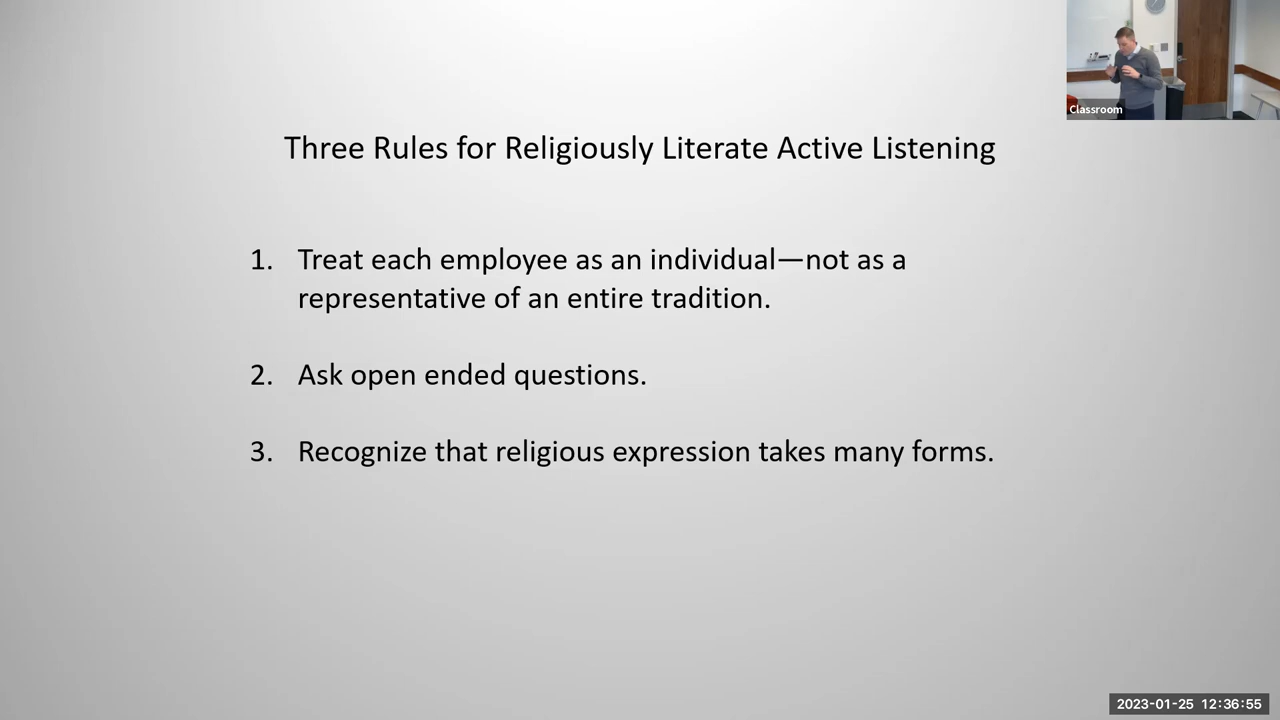 Classroom
Three Rules for Religiously Literate Active Listening
1. Treat each employee as an individual—not as a
representative of an entire tradition.
2. Ask open ended questions.
3. Recognize that religious expression takes many forms.
2023-01-25 12:36:55